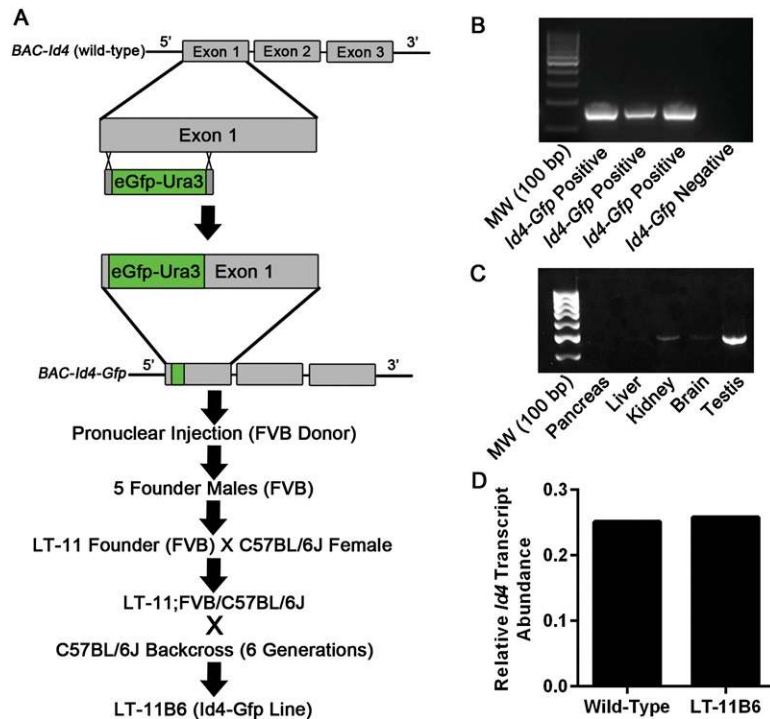 A
BAC-Id4 (wild-type)
5'
Exon 1
Exon 2
Exon 3
3'
Exon 1
eGfp-Ura3
eGfp-Ura3
Exon 1
BAC-Id4-Gfp
5'
3'
Pronuclear Injection (FVB Donor)
5 Founder Males (FVB)
LT-11 Founder (FVB) X C57BL/6J Female
LT-11;FVB/C57BL/6J
X
C57BL/6J Backcross (6 Generations)
LT-11B6 (Id4-Gfp Line)
B
MW (100 bp)
Id4-Gfp Positive
Id4-Gfp Positive
Id4-Gfp Positive
Id4-Gfp Negative
C
MW (100 bp)
Pancreas
Liver
Kidney
Brain
Testis
D
Relative Id4 Transcript
Abundance
0.3
0.2
0.1
0.0
Wild-Type
LT-11B6